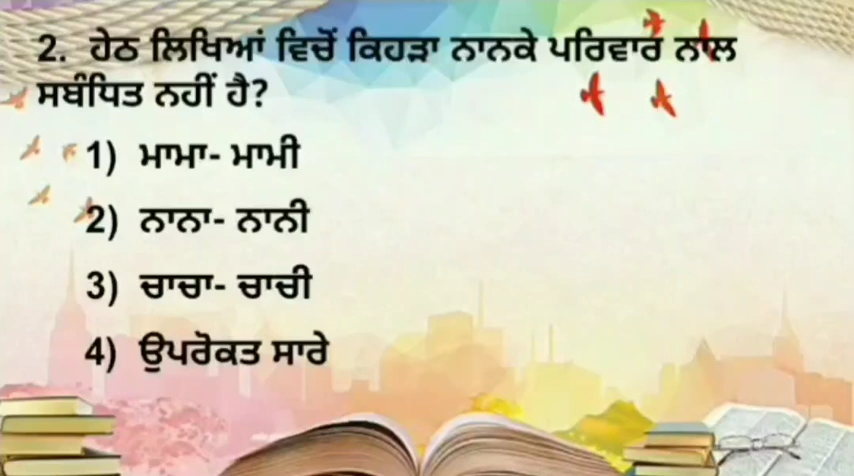 2. ਹੇਠ ਲਿਖਿਆਂ ਵਿਚੋਂ ਕਿਹੜਾ ਨਾਨਕੇ ਪਰਿਵਾਰ ਨਾਲ
ਸਬੰਧਿਤ ਨਹੀਂ ਹੈ?
1) ਮਾਮਾ- ਮਾਮੀ
2) ਨਾਨਾ- ਨਾਨੀ
3) ਚਾਚਾ- ਚਾਚੀ
4) ਉਪਰੋਕਤ ਸਾਰੇ